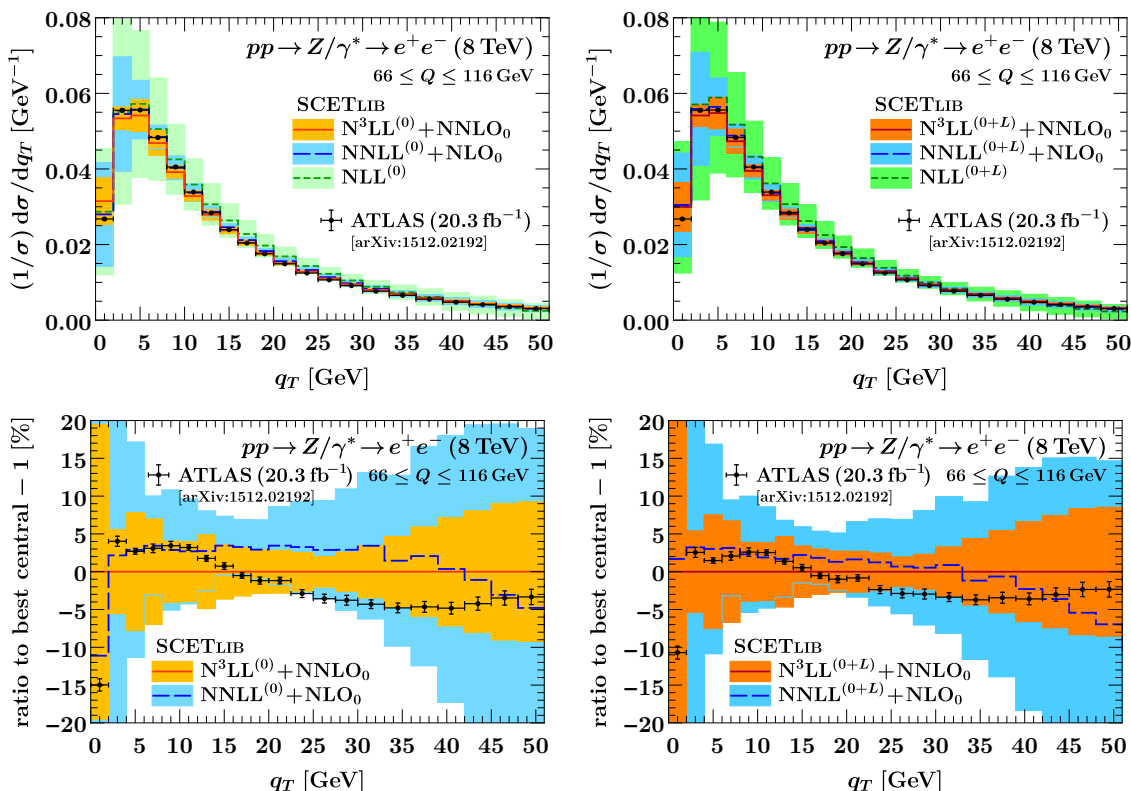 0.08
0.06
0.04
0.02
0.00
(1/σ) dσ/dq_T [GeV⁻¹]
pp → Z/γ* → e⁺e⁻ (8 TeV)
66 ≤ Q ≤ 116 GeV
SCETLIB
N³LL⁽⁰⁾+NNLO₀
NNLL⁽⁰⁾+NLO₀
NLL⁽⁰⁾
ATLAS (20.3 fb⁻¹)
[arXiv:1512.02192]
0 5 10 15 20 25 30 35 40 45 50
q_T [GeV]
0.08
0.06
0.04
0.02
0.00
(1/σ) dσ/dq_T [GeV⁻¹]
pp → Z/γ* → e⁺e⁻ (8 TeV)
66 ≤ Q ≤ 116 GeV
SCETLIB
N³LL⁽⁰⁺ᴸ⁾+NNLO₀
NNLL⁽⁰⁺ᴸ⁾+NLO₀
NLL⁽⁰⁺ᴸ⁾
ATLAS (20.3 fb⁻¹)
[arXiv:1512.02192]
0 5 10 15 20 25 30 35 40 45 50
q_T [GeV]
20
15
10
5
0
−5
−10
−15
−20
ratio to best central − 1 [%]
pp → Z/γ* → e⁺e⁻ (8 TeV)
ATLAS (20.3 fb⁻¹) 66 ≤ Q ≤ 116 GeV
[arXiv:1512.02192]
SCETLIB
N³LL⁽⁰⁾+NNLO₀
NNLL⁽⁰⁾+NLO₀
0 5 10 15 20 25 30 35 40 45 50
q_T [GeV]
20
15
10
5
0
−5
−10
−15
−20
ratio to best central − 1 [%]
pp → Z/γ* → e⁺e⁻ (8 TeV)
ATLAS (20.3 fb⁻¹) 66 ≤ Q ≤ 116 GeV
[arXiv:1512.02192]
SCETLIB
N³LL⁽⁰⁺ᴸ⁾+NNLO₀
NNLL⁽⁰⁺ᴸ⁾+NLO₀
0 5 10 15 20 25 30 35 40 45 50
q_T [GeV]